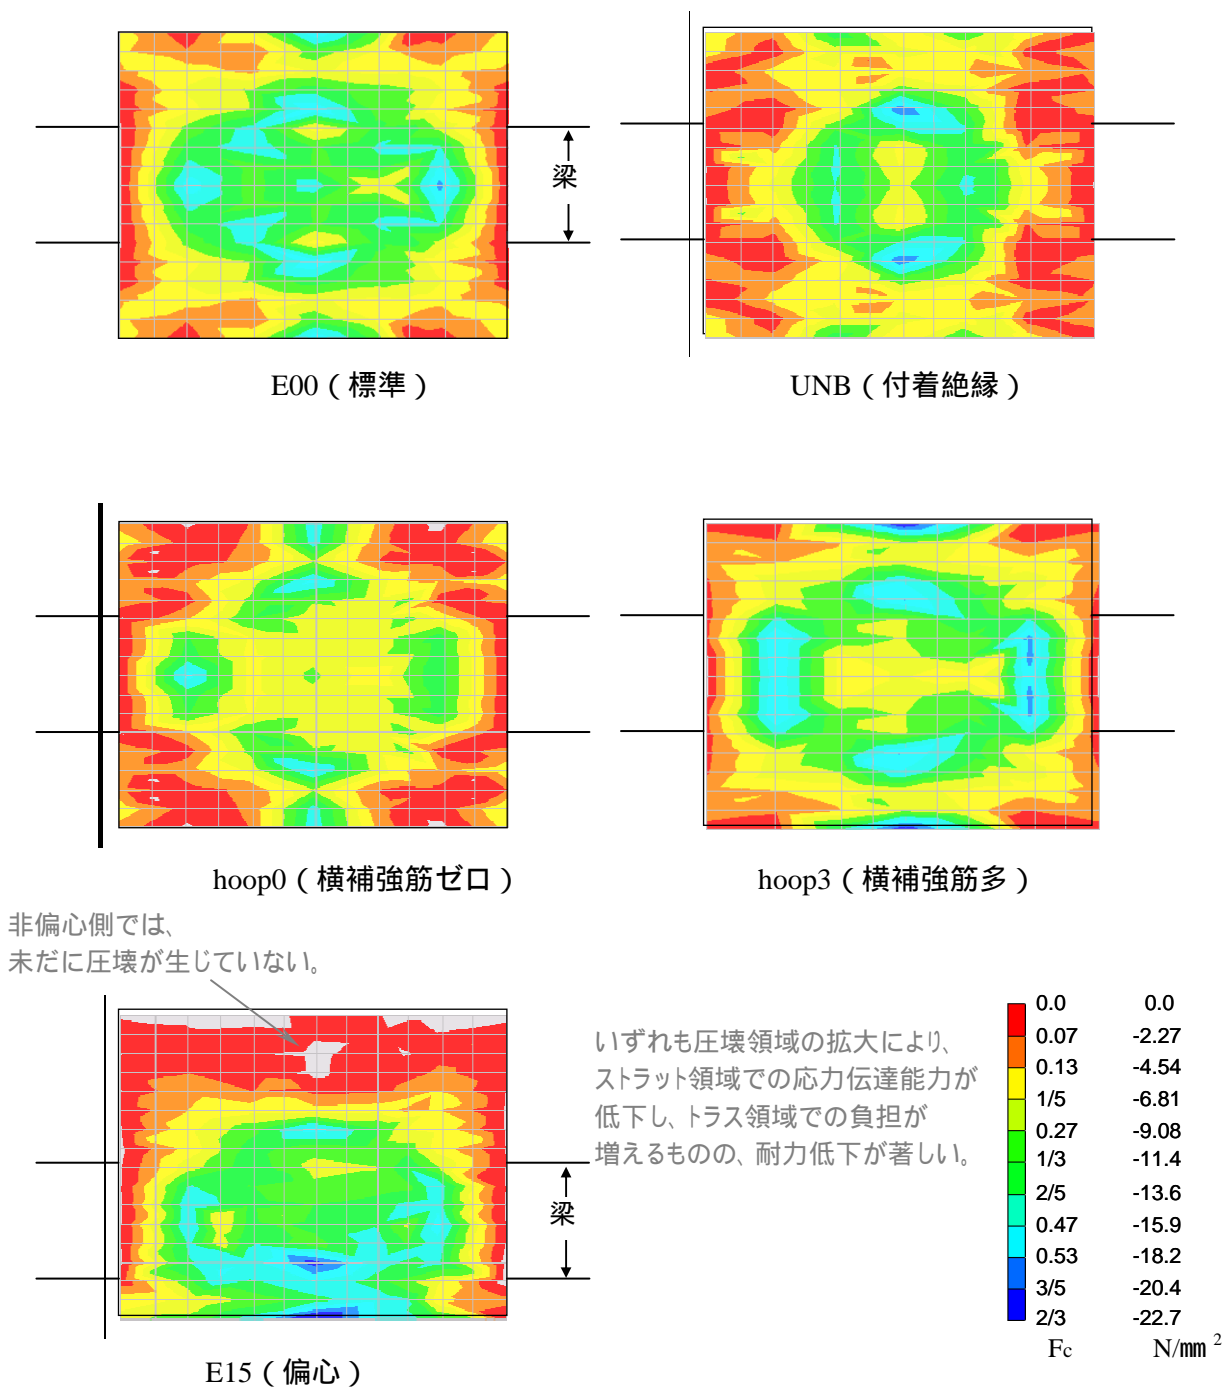 梁
E00（標準）
UNB（付着絶縁）
hoop0（横補強筋ゼロ）
hoop3（横補強筋多）
非偏心側では、
未だに圧壊が生じていない。
いずれも圧壊領域の拡大により、
ストラット領域での応力伝達能力が
低下し、トラス領域での負担が
増えるものの、耐力低下が著しい。
梁
E15（偏心）
0.0 0.0
0.07 -2.27
0.13 -4.54
1/5 -6.81
0.27 -9.08
1/3 -11.4
2/5 -13.6
0.47 -15.9
0.53 -18.2
3/5 -20.4
2/3 -22.7
Fc N/mm²